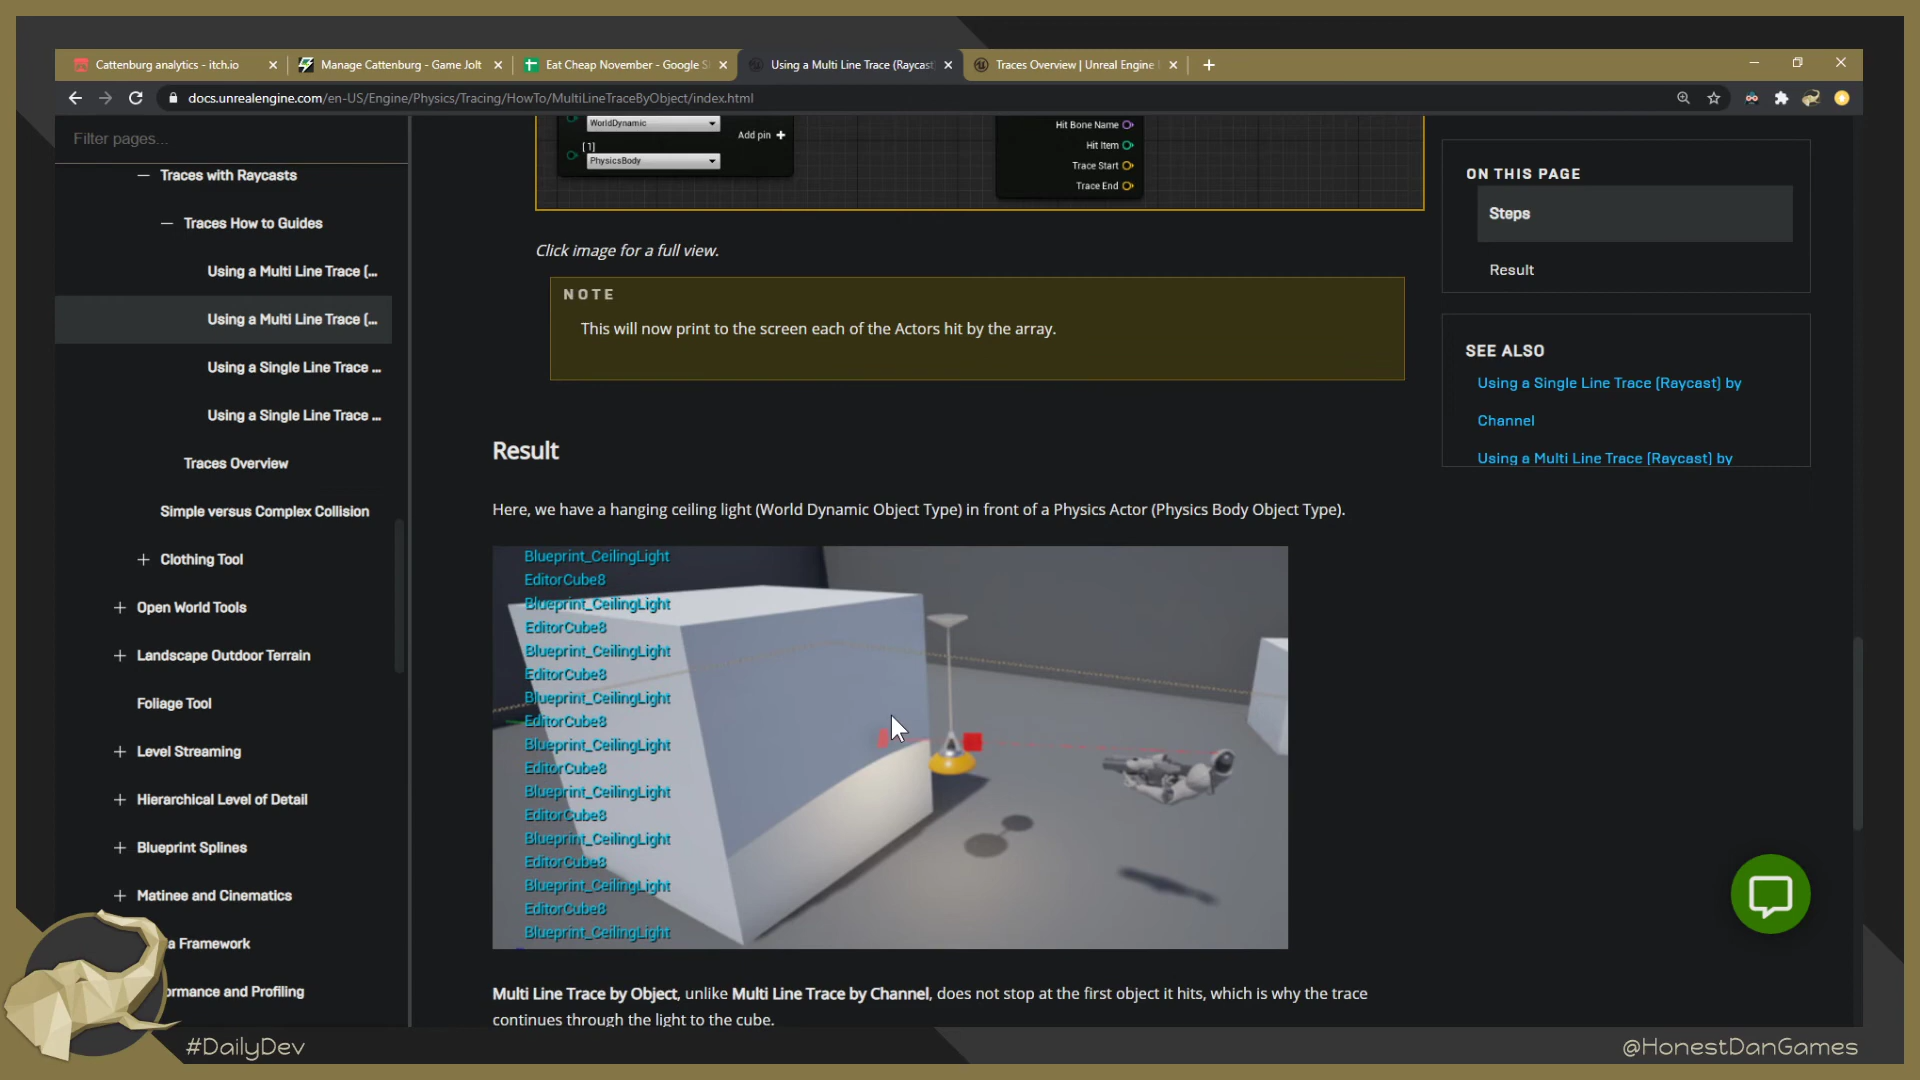 Cattenburg analytics - itch.io
Manage Cattenburg - Game Jolt
Eat Cheap November - Google S
Using a Multi Line Trace (Raycast
Traces Overview | Unreal Engine
docs.unrealengine.com/en-US/Engine/Physics/Tracing/HowTo/MultiLineTraceByObject/index.html
Filter pages...
Traces with Raycasts
Traces How to Guides
Using a Multi Line Trace (...
Using a Multi Line Trace (...
Using a Single Line Trace ...
Using a Single Line Trace ...
Traces Overview
Simple versus Complex Collision
Clothing Tool
Open World Tools
Landscape Outdoor Terrain
Foliage Tool
Level Streaming
Hierarchical Level of Detail
Blueprint Splines
Matinee and Cinematics
a Framework
ormance and Profiling
WorldDynamic
Add pin +
[1]
PhysicsBody
Hit Bone Name
Hit Item
Trace Start
Trace End
Click image for a full view.
NOTE
This will now print to the screen each of the Actors hit by the array.
Result
Here, we have a hanging ceiling light (World Dynamic Object Type) in front of a Physics Actor (Physics Body Object Type).
Blueprint_CeilingLight
EditorCube8
Blueprint_CeilingLight
EditorCube8
Blueprint_CeilingLight
EditorCube8
Blueprint_CeilingLight
EditorCube8
Blueprint_CeilingLight
EditorCube8
Blueprint_CeilingLight
EditorCube8
Blueprint_CeilingLight
EditorCube8
Blueprint_CeilingLight
EditorCube8
Blueprint_CeilingLight
Multi Line Trace by Object, unlike Multi Line Trace by Channel, does not stop at the first object it hits, which is why the trace
continues through the light to the cube.
ON THIS PAGE
Steps
Result
SEE ALSO
Using a Single Line Trace (Raycast) by
Channel
Using a Multi Line Trace (Raycast) by
#DailyDev
@HonestDanGames